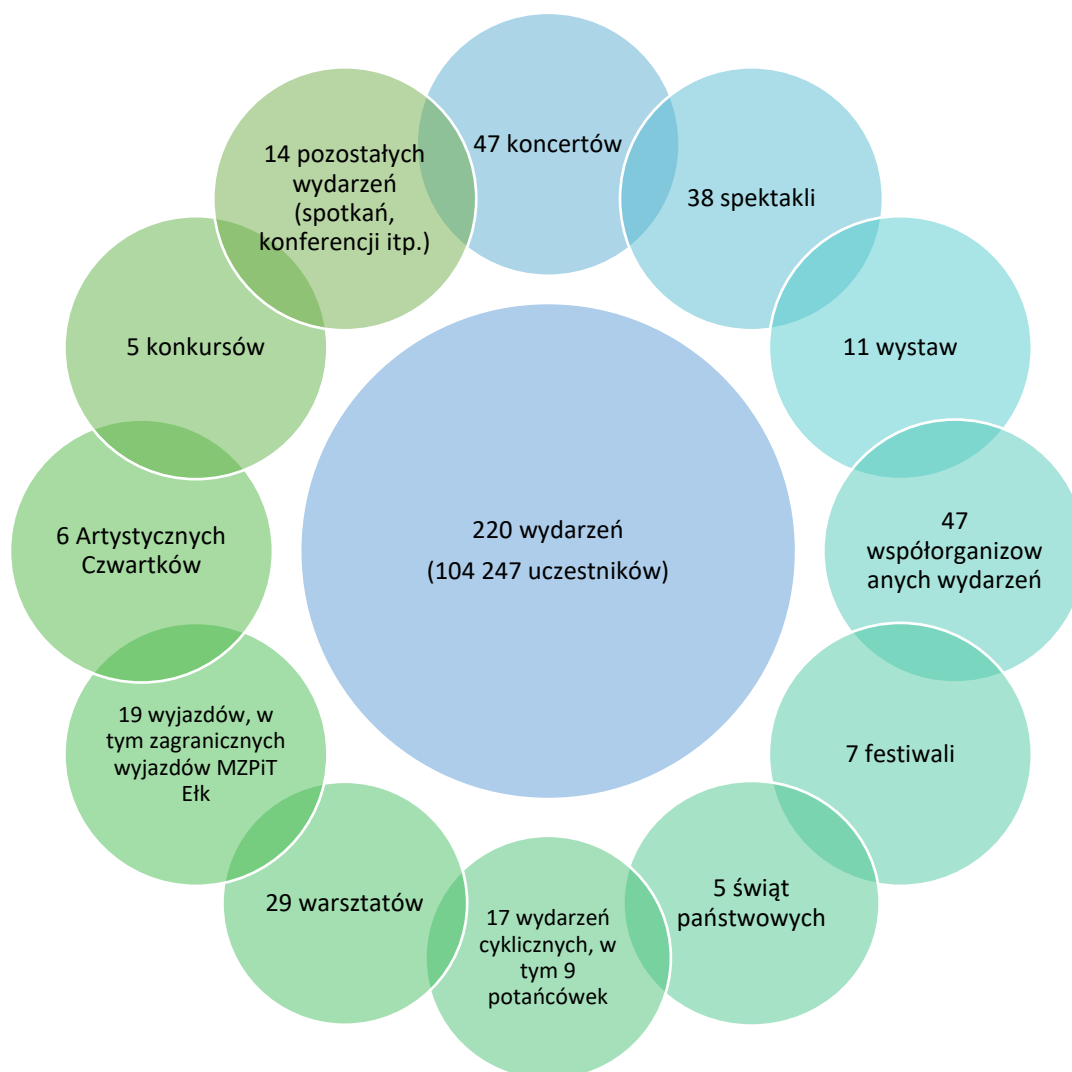 47 koncertów
38 spektakli
11 wystaw
47
współorganizow
anych wydarzeń
7 festiwali
5 świąt
państwowych
17 wydarzeń
cyklicznych, w
tym 9
potańcówek
29 warsztatów
19 wyjazdów, w
tym zagranicznych
wyjazdów MZPiT
Ełk
6 Artystycznych
Czwartków
5 konkursów
14 pozostałych
wydarzeń
(spotkań,
konferencji itp.)
220 wydarzeń
(104 247 uczestników)